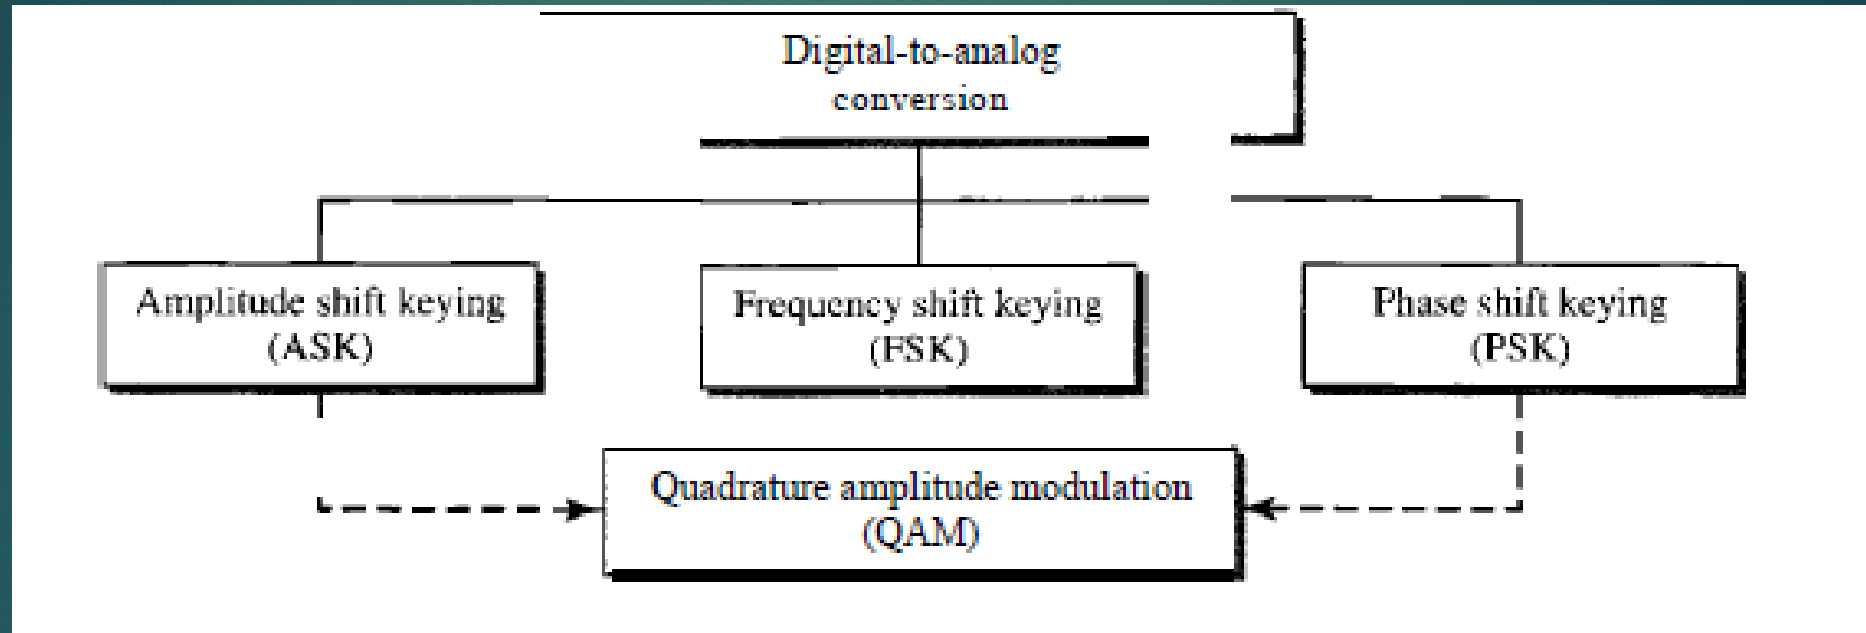 Digital-to-analog
conversion
Amplitude shift keying
(ASK)
Frequency shift keying
(FSK)
Phase shift keying
(PSK)
Quadrature amplitude modulation
(QAM)